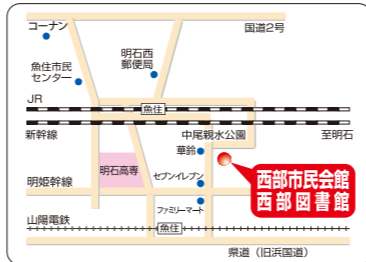 コーナン
国道2号
明石西
郵便局
魚住市民
センター
JR
魚住
新幹線
中尾親水公園
至明石
草鈴
明石高専
西部市民会館
西部図書館
セブンイレブン
明姫幹線
ファミリーマート
山陽電鉄
魚住
県道（旧浜国道）